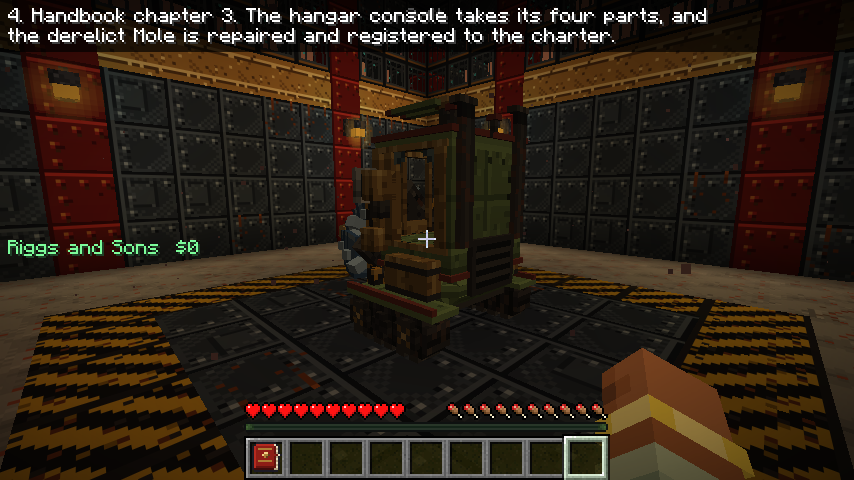 4. Handbook chapter 3. The hangar console takes its four parts, and
the derelict Mole is repaired and registered to the charter.
Riggs and Sons $0